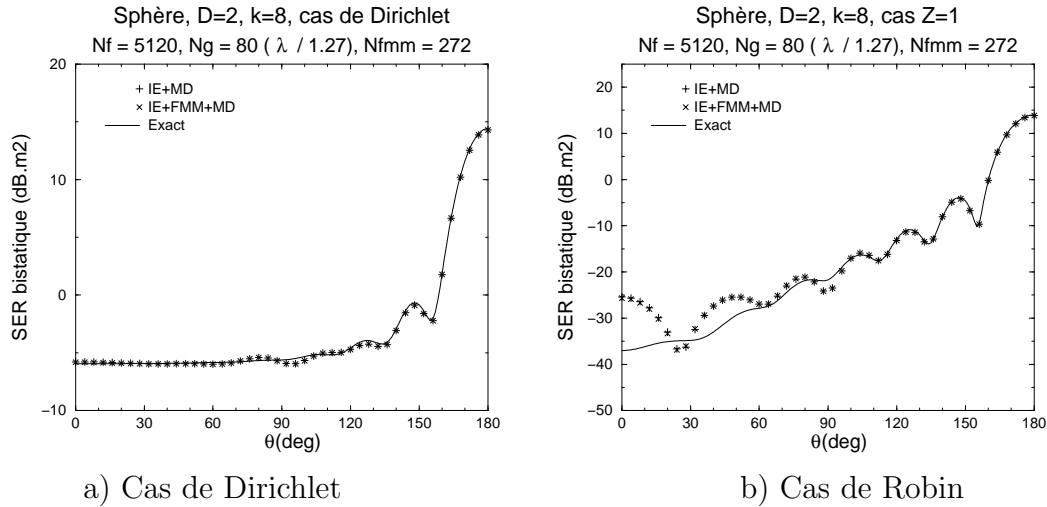 Sphère, D=2, k=8, cas de Dirichlet
Nf = 5120, Ng = 80 ( λ / 1.27), Nfmm = 272
SER bistatique (dB.m2)
20
10
0
−10
IE+MD
IE+FMM+MD
Exact
0 30 60 90 120 150 180
θ(deg)
a) Cas de Dirichlet
Sphère, D=2, k=8, cas Z=1
Nf = 5120, Ng = 80 ( λ / 1.27), Nfmm = 272
SER bistatique (dB.m2)
20
10
0
−10
−20
−30
−40
−50
IE+MD
IE+FMM+MD
Exact
0 30 60 90 120 150 180
θ(deg)
b) Cas de Robin